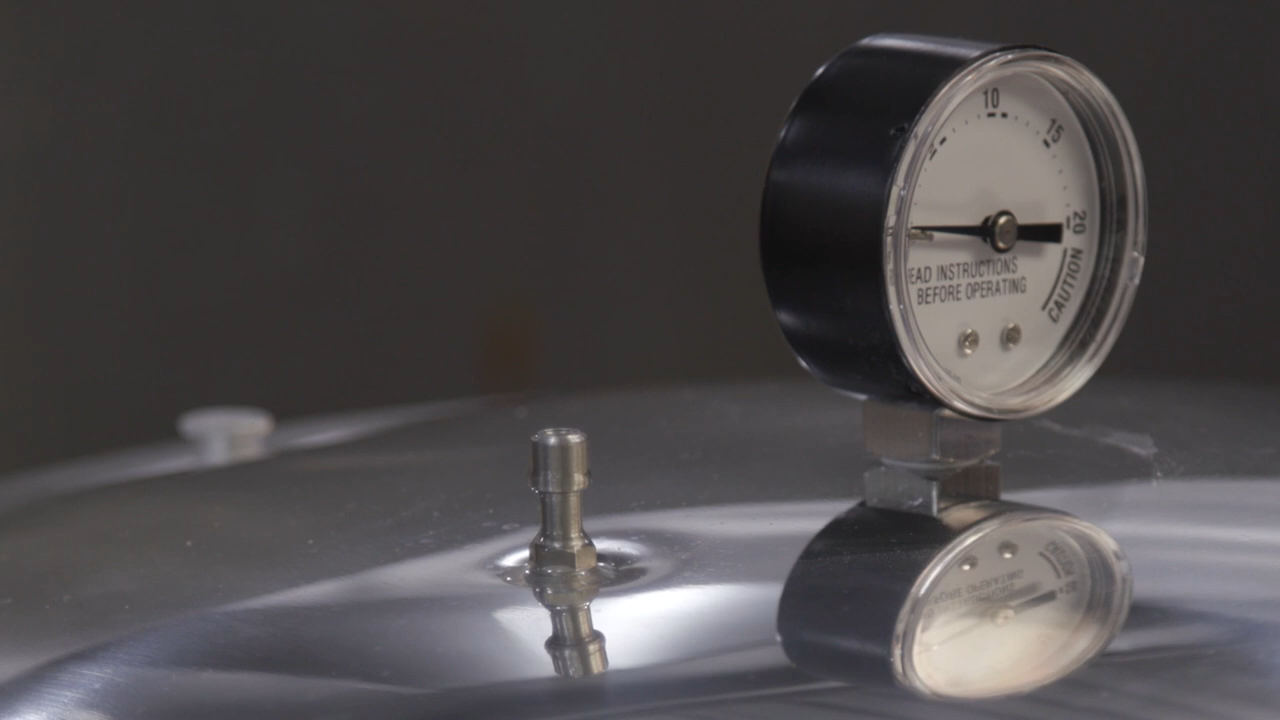 10
15
20
EAD INSTRUCTIONS
BEFORE OPERATING
CAUTION